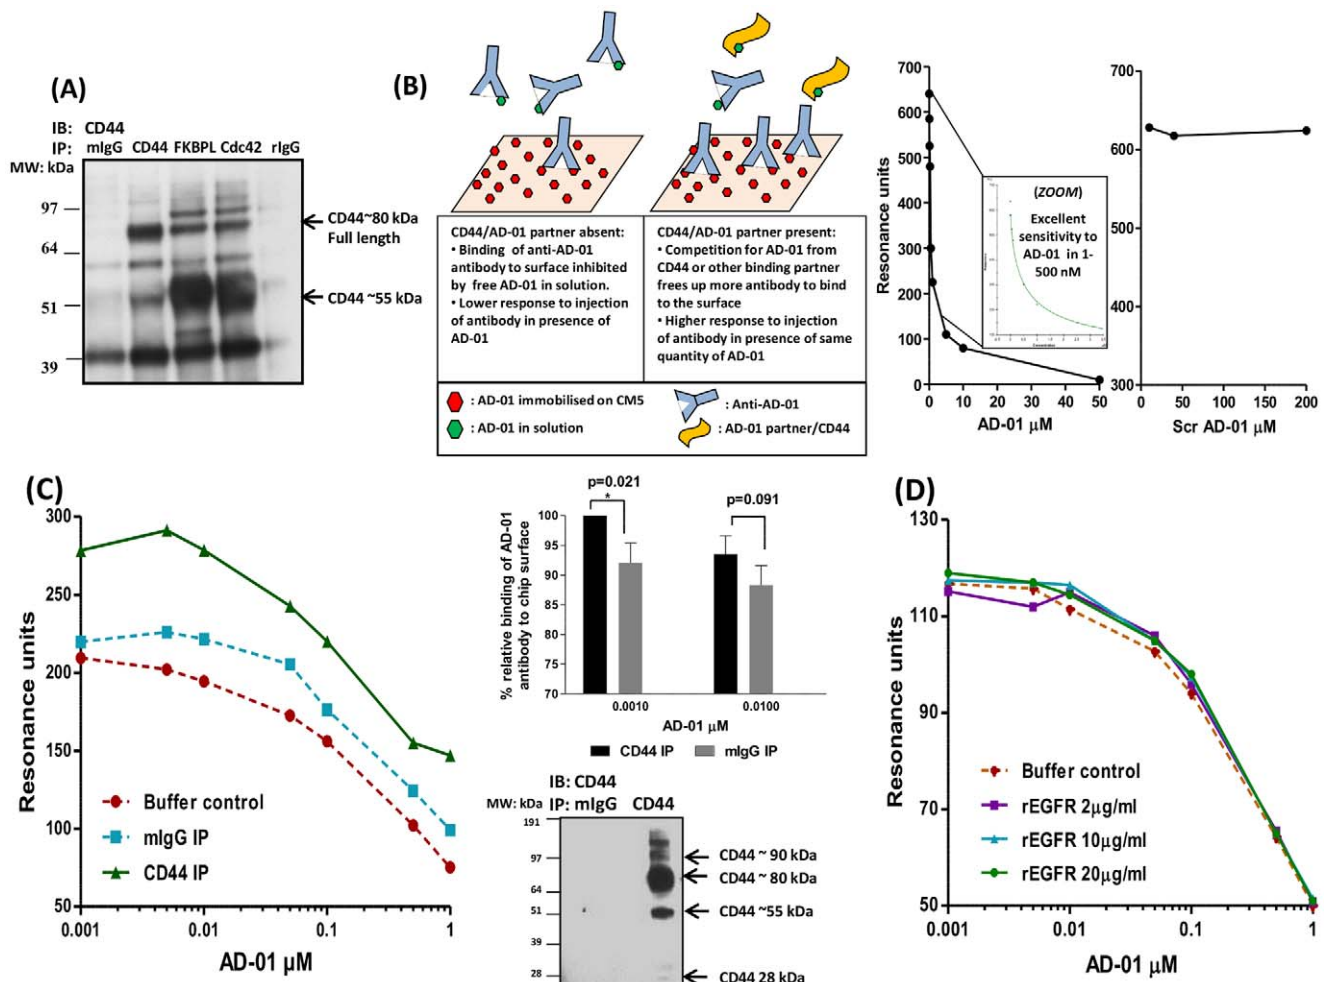 (A)
IB: CD44
IP: mIgG CD44 FKBPL Cdc42 rIgG
MW: kDa
97
64
51
39
CD44~80 kDa
Full length
CD44 ~55 kDa
(B)
CD44/AD-01 partner absent:
• Binding of anti-AD-01
antibody to surface inhibited
by free AD-01 in solution.
• Lower response to injection
of antibody in presence of
AD-01
CD44/AD-01 partner present:
• Competition for AD-01 from
CD44 or other binding partner
frees up more antibody to bind
to the surface
• Higher response to injection
of antibody in presence of same
quantity of AD-01
: AD-01 immobilised on CM5
: AD-01 in solution
: Anti-AD-01
: AD-01 partner/CD44
Resonance units
700
600
500
400
300
200
100
0
0 10 20 30 40 50
AD-01 µM
(ZOOM)
Excellent
sensitivity to
AD-01 in 1-
500 nM
700
600
500
400
300
0 50 100 150 200
Scr AD-01 µM
(C)
Resonance units
300
250
200
150
100
50
0.001 0.01 0.1 1
AD-01 µM
Buffer control
mIgG IP
CD44 IP
p=0.021
*
p=0.091
% relative binding of AD-01
antibody to chip surface
100
95
90
85
80
75
70
0.0010 0.0100
AD-01 µM
CD44 IP mIgG IP
IB: CD44
MW: kDa IP: mIgG CD44
191
97
64
51
39
28
CD44 ~ 90 kDa
CD44 ~ 80 kDa
CD44 ~55 kDa
CD44 28 kDa
(D)
Resonance units
130
110
90
70
50
0.001 0.01 0.1 1
AD-01 µM
Buffer control
rEGFR 2µg/ml
rEGFR 10µg/ml
rEGFR 20µg/ml